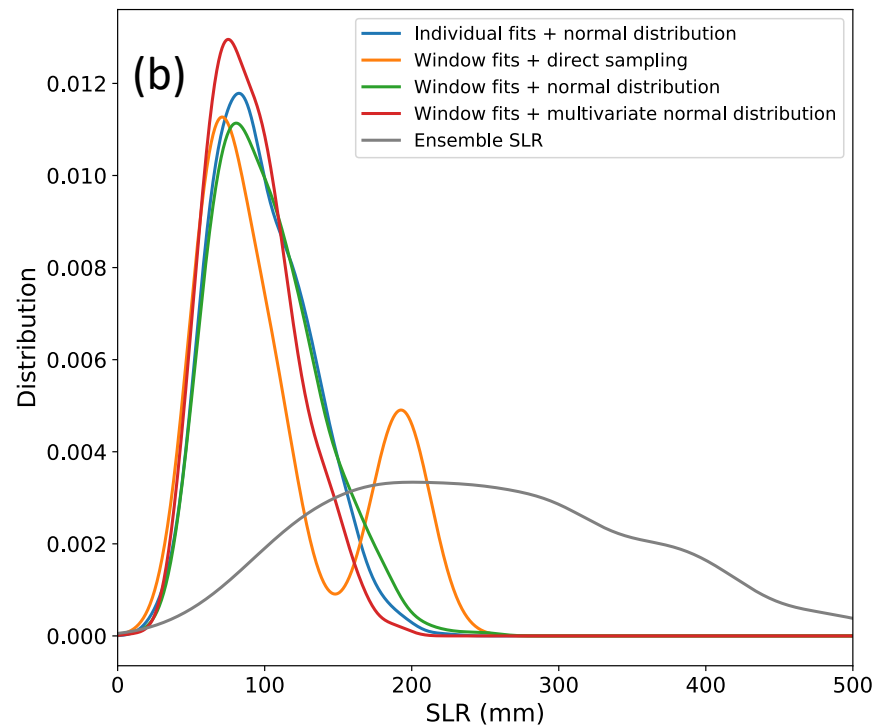 (b)
Individual fits + normal distribution
Window fits + direct sampling
Window fits + normal distribution
Window fits + multivariate normal distribution
Ensemble SLR
Distribution
0.012
0.010
0.008
0.006
0.004
0.002
0.000
0 100 200 300 400 500
SLR (mm)